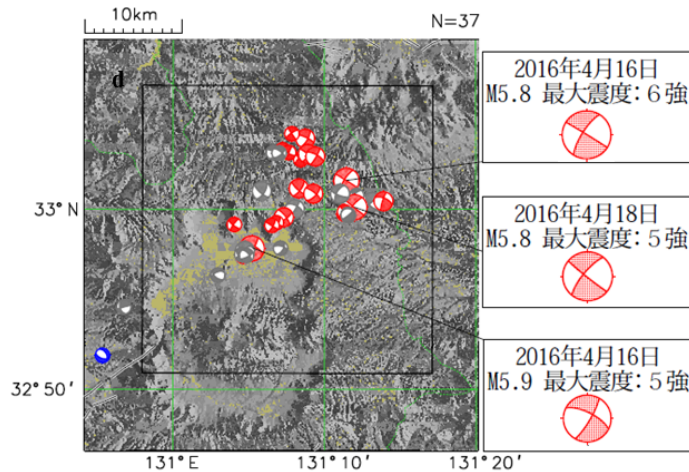 10km
N=37
d
2016年4月16日
M5.8 最大震度:6強
33°N
2016年4月18日
M5.8 最大震度:5強
2016年4月16日
M5.9 最大震度:5強
32°50'
131°E
131°10'
131°20'